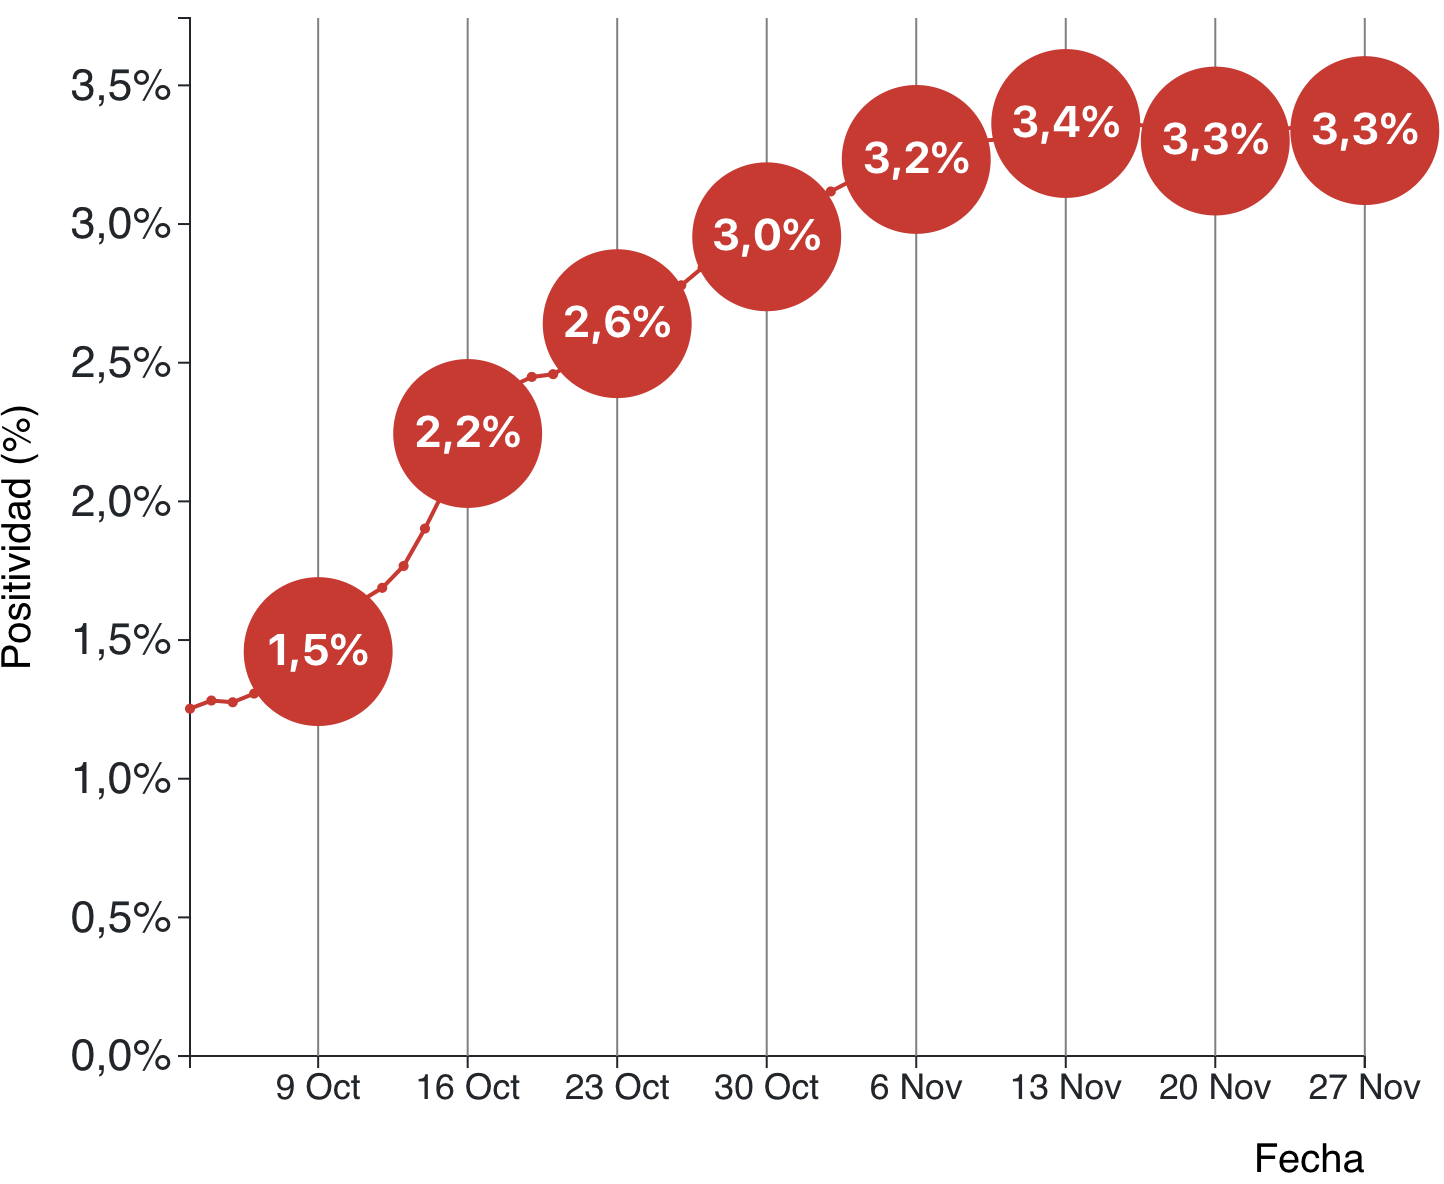 Positividad (%)
3,5%
3,0%
2,5%
2,0%
1,5%
1,0%
0,5%
0,0%
1,5%
2,2%
2,6%
3,0%
3,2%
3,4%
3,3%
3,3%
9 Oct
16 Oct
23 Oct
30 Oct
6 Nov
13 Nov
20 Nov
27 Nov
Fecha